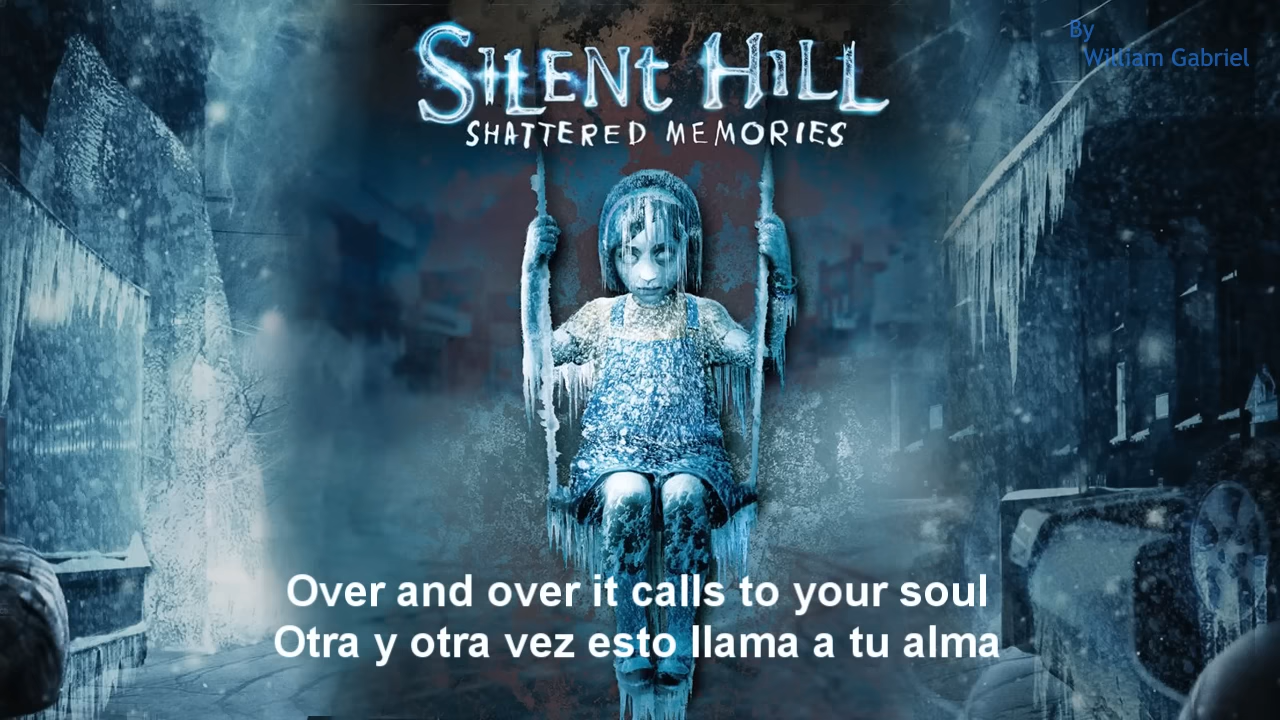 SILENT HILL
SHATTERED MEMORIES
By
William Gabriel
Over and over it calls to your soul
Otra y otra vez esto llama a tu alma